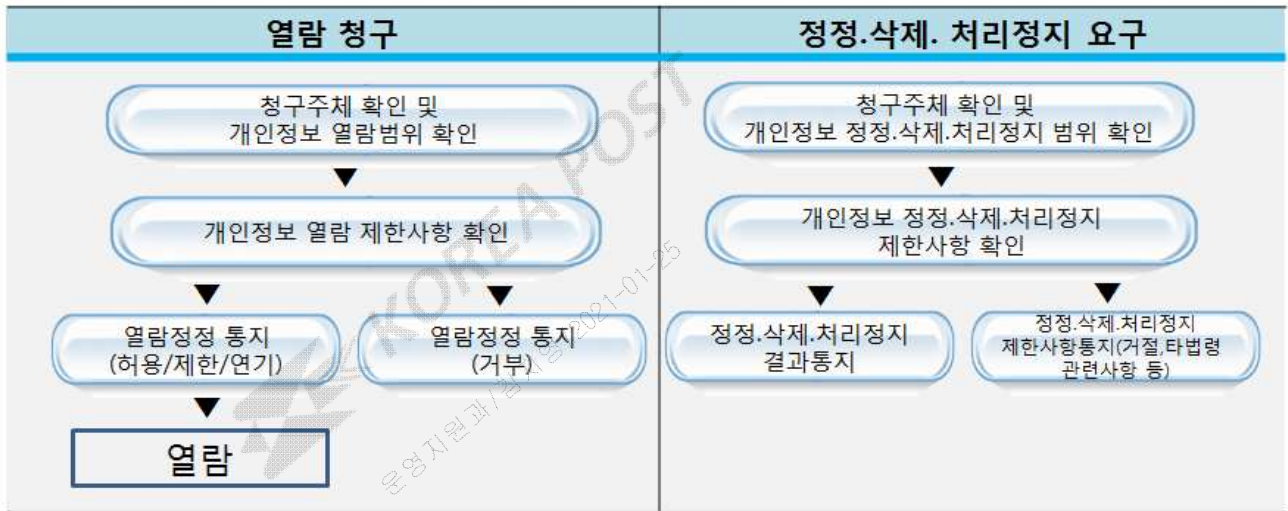 열람 청구
청구주체 확인 및
개인정보 열람범위 확인
▼
개인정보 열람 제한사항 확인
▼ ▼
열람정정 통지
(허용/제한/연기)
열람정정 통지
(거부)
▼
열람
정정.삭제. 처리정지 요구
청구주체 확인 및
개인정보 정정.삭제.처리정지 범위 확인
▼
개인정보 정정.삭제.처리정지
제한사항 확인
▼ ▼
정정.삭제.처리정지
결과통지
정정.삭제.처리정지
제한사항통지(거절,타법령
관련사항 등)
KOREA POST
2021-01-25